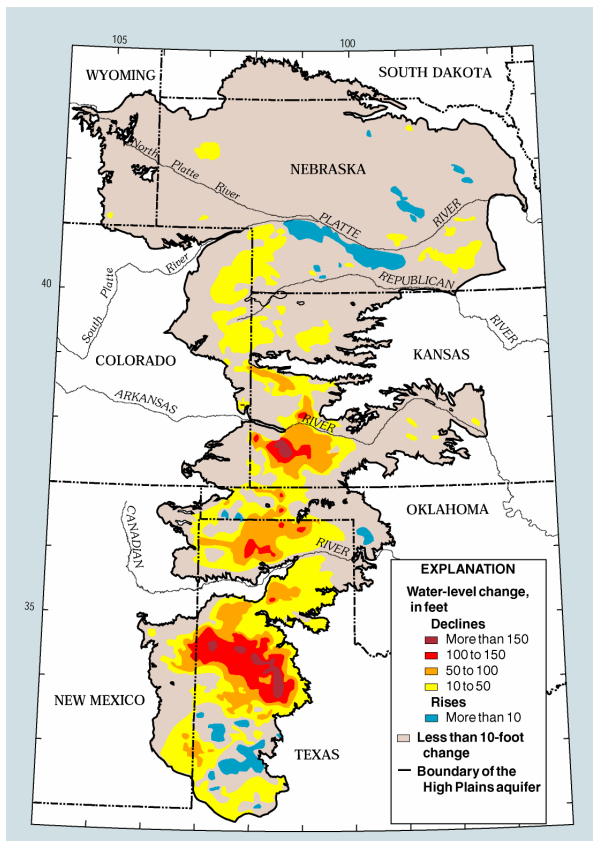 105
100
WYOMING
SOUTH DAKOTA
North
Platte
River
NEBRASKA
PLATTE
RIVER
River
South Platte
40
REPUBLICAN
RIVER
COLORADO
KANSAS
ARKANSAS
RIVER
OKLAHOMA
CANADIAN
RIVER
35
NEW MEXICO
TEXAS
EXPLANATION
Water-level change,
in feet
Declines
More than 150
100 to 150
50 to 100
10 to 50
Rises
More than 10
Less than 10-foot
change
Boundary of the
High Plains aquifer